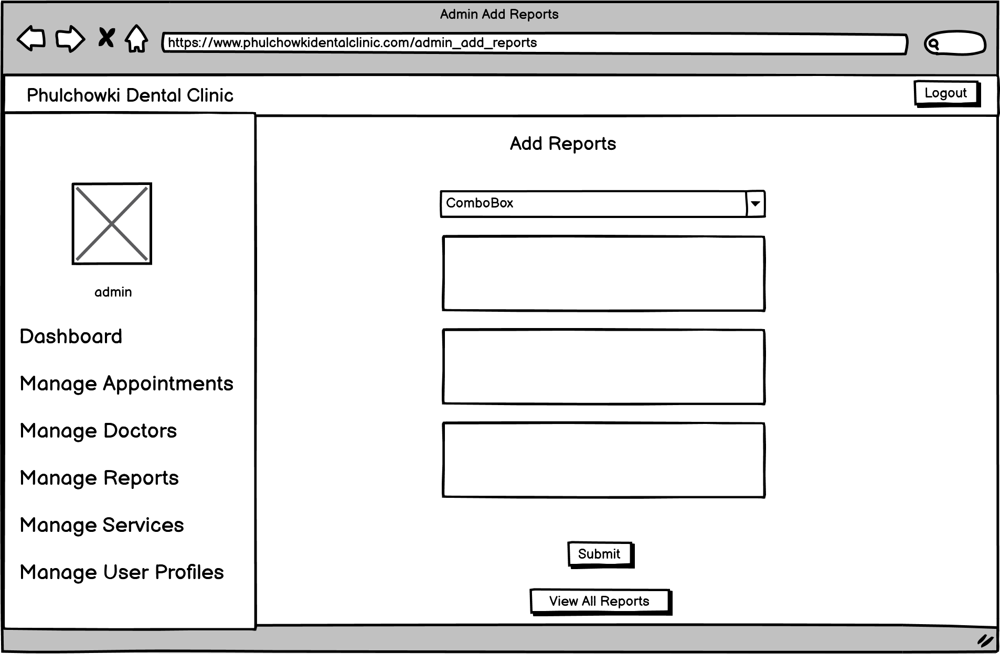 Admin Add Reports
https://www.phulchowkidentalclinic.com/admin_add_reports
Phulchowki Dental Clinic
Logout
admin
Dashboard
Manage Appointments
Manage Doctors
Manage Reports
Manage Services
Manage User Profiles
Add Reports
ComboBox
Submit
View All Reports